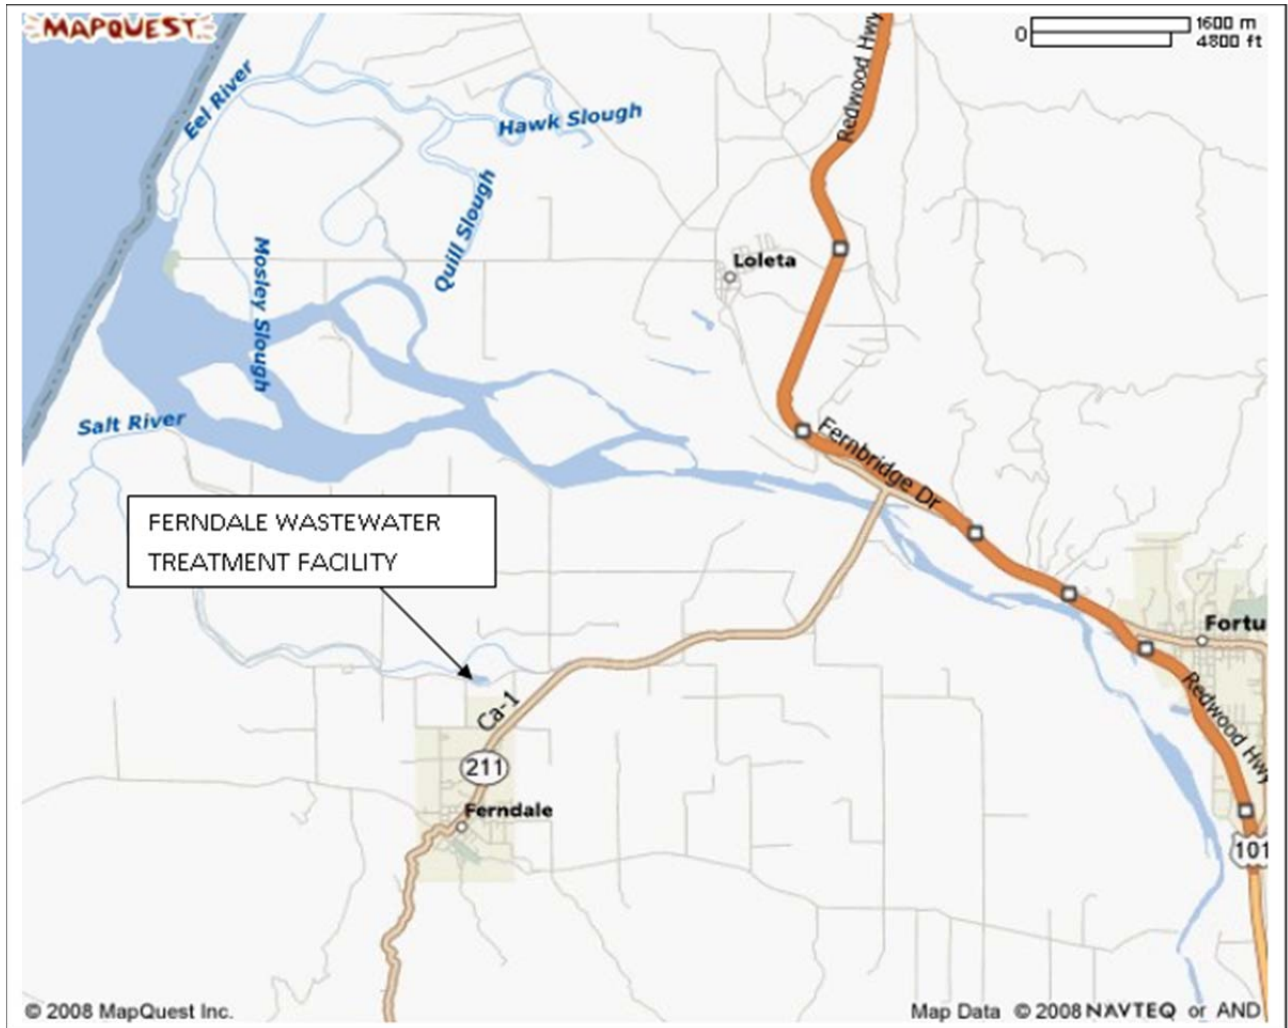 MAPQUEST
0
1600 m
4800 ft
Redwood Hwy
Eel River
Hawk Slough
Quill Slough
Mosley Slough
Loleta
Salt River
Fernbridge Dr
FERNDALE WASTEWATER
TREATMENT FACILITY
Fortu
Ca-1
Redwood Hwy
211
Ferndale
101
© 2008 MapQuest Inc.
Map Data © 2008 NAVTEQ or AND